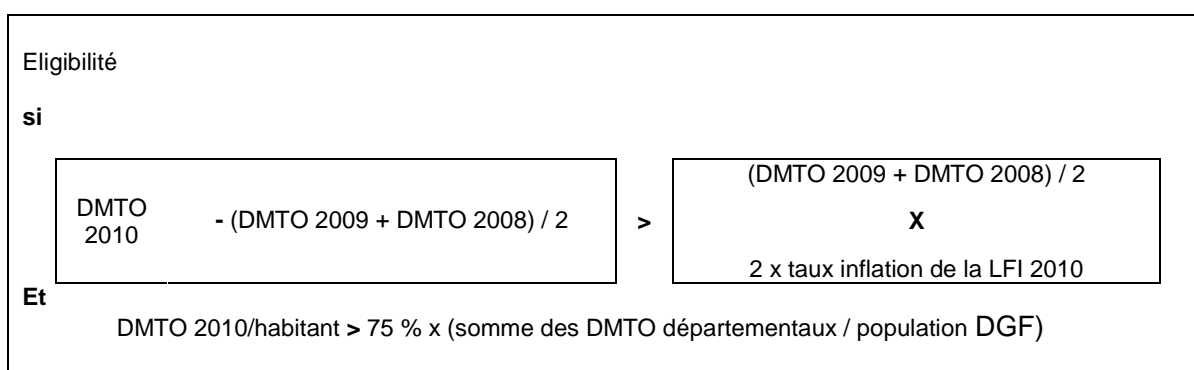 Eligibilité
si
DMTO 2010 - (DMTO 2009 + DMTO 2008) / 2 > (DMTO 2009 + DMTO 2008) / 2
X
2 x taux inflation de la LFI 2010
Et
DMTO 2010/habitant > 75 % x (somme des DMTO départementaux / population DGF)